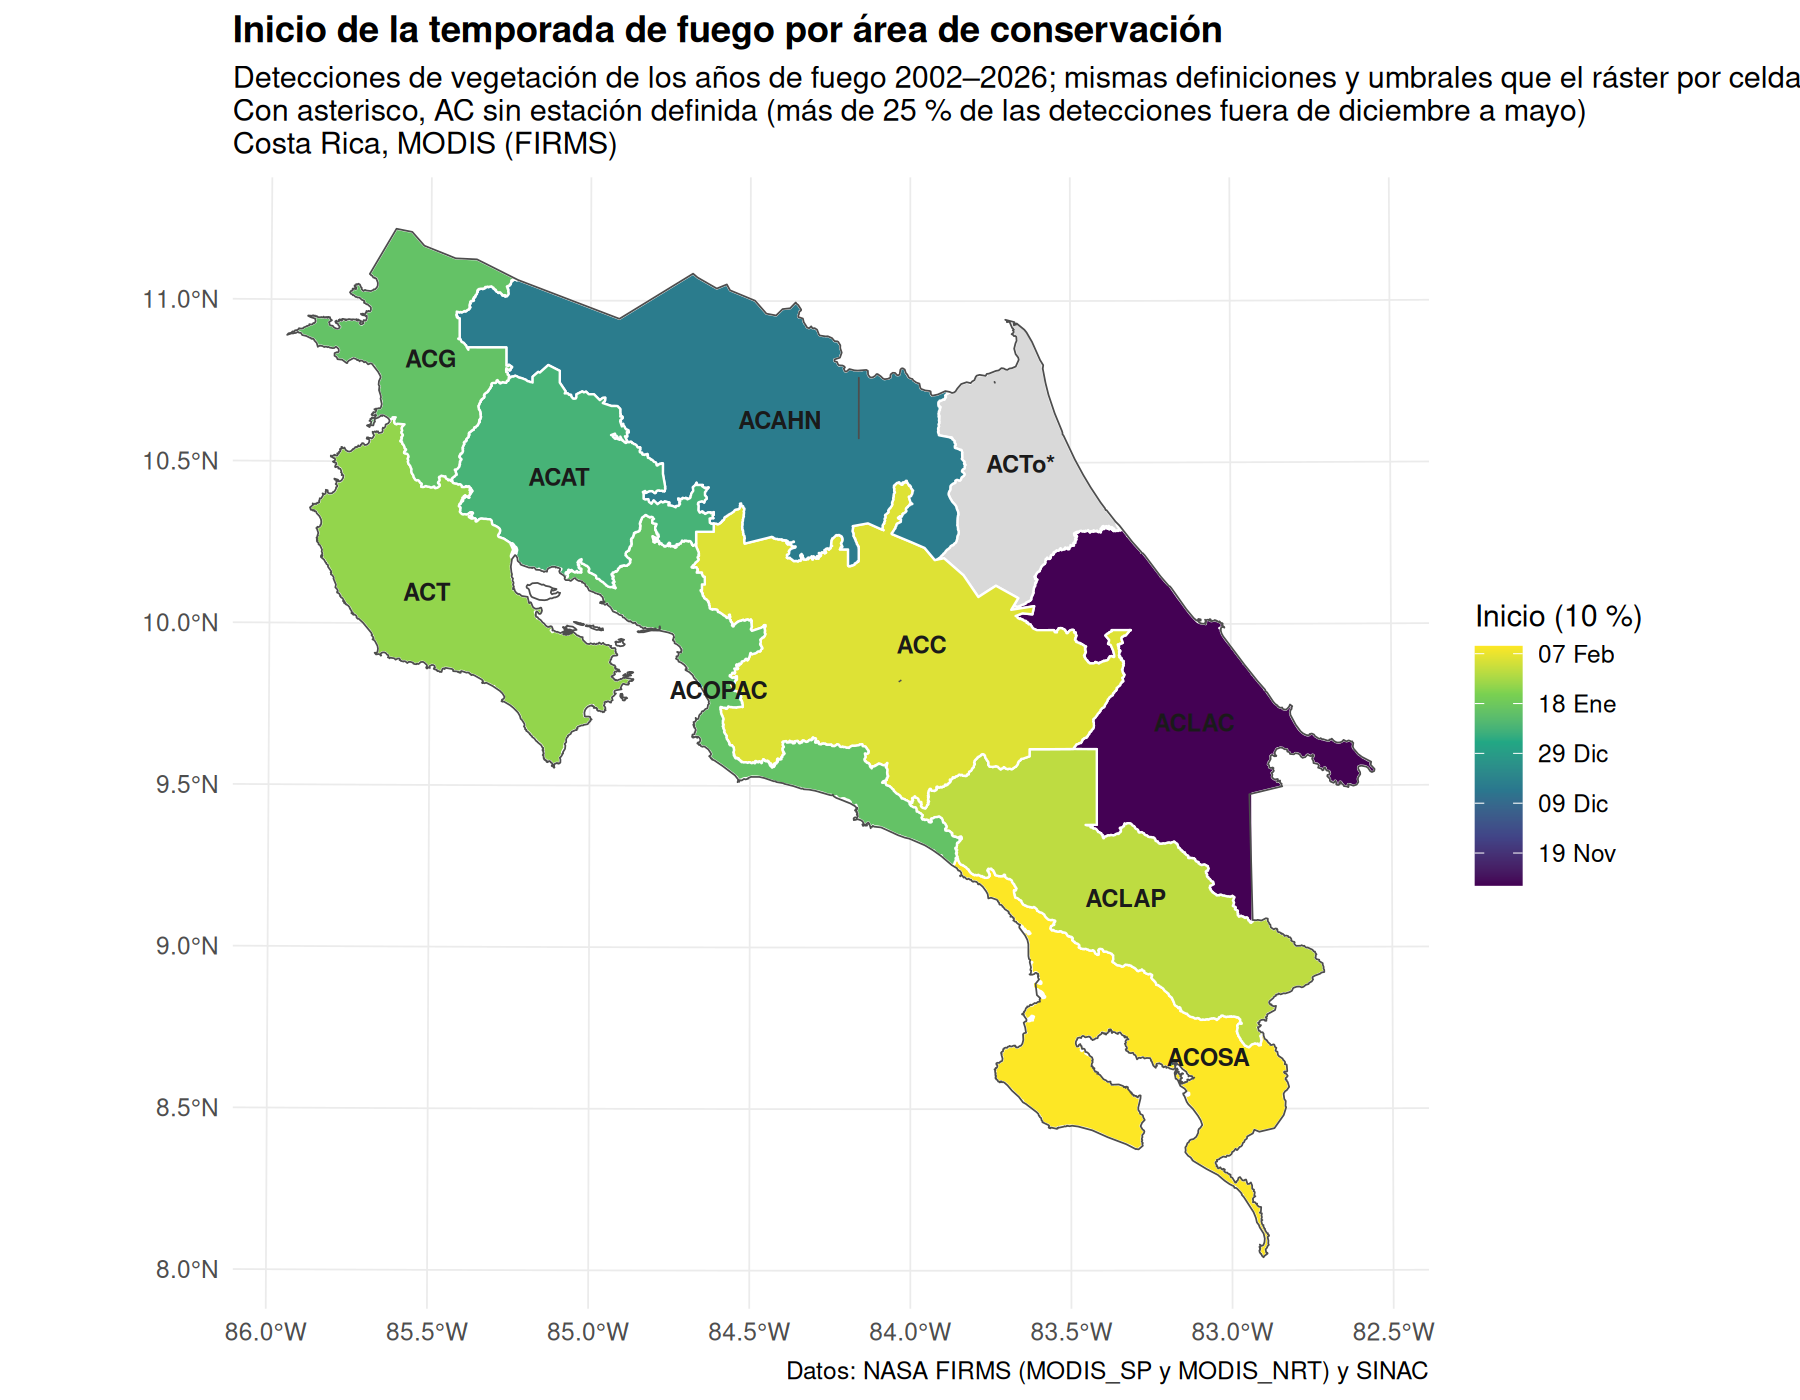 Inicio de la temporada de fuego por área de conservación
Detecciones de vegetación de los años de fuego 2002–2026; mismas definiciones y umbrales que el ráster por celda
Con asterisco, AC sin estación definida (más de 25 % de las detecciones fuera de diciembre a mayo)
Costa Rica, MODIS (FIRMS)
11.0°N
10.5°N
10.0°N
9.5°N
9.0°N
8.5°N
8.0°N
ACG
ACAHN
ACTo*
ACAT
ACT
ACC
ACOPAC
ACLAC
ACLAP
ACOSA
Inicio (10 %)
07 Feb
18 Ene
29 Dic
09 Dic
19 Nov
86.0°W
85.5°W
85.0°W
84.5°W
84.0°W
83.5°W
83.0°W
82.5°W
Datos: NASA FIRMS (MODIS_SP y MODIS_NRT) y SINAC